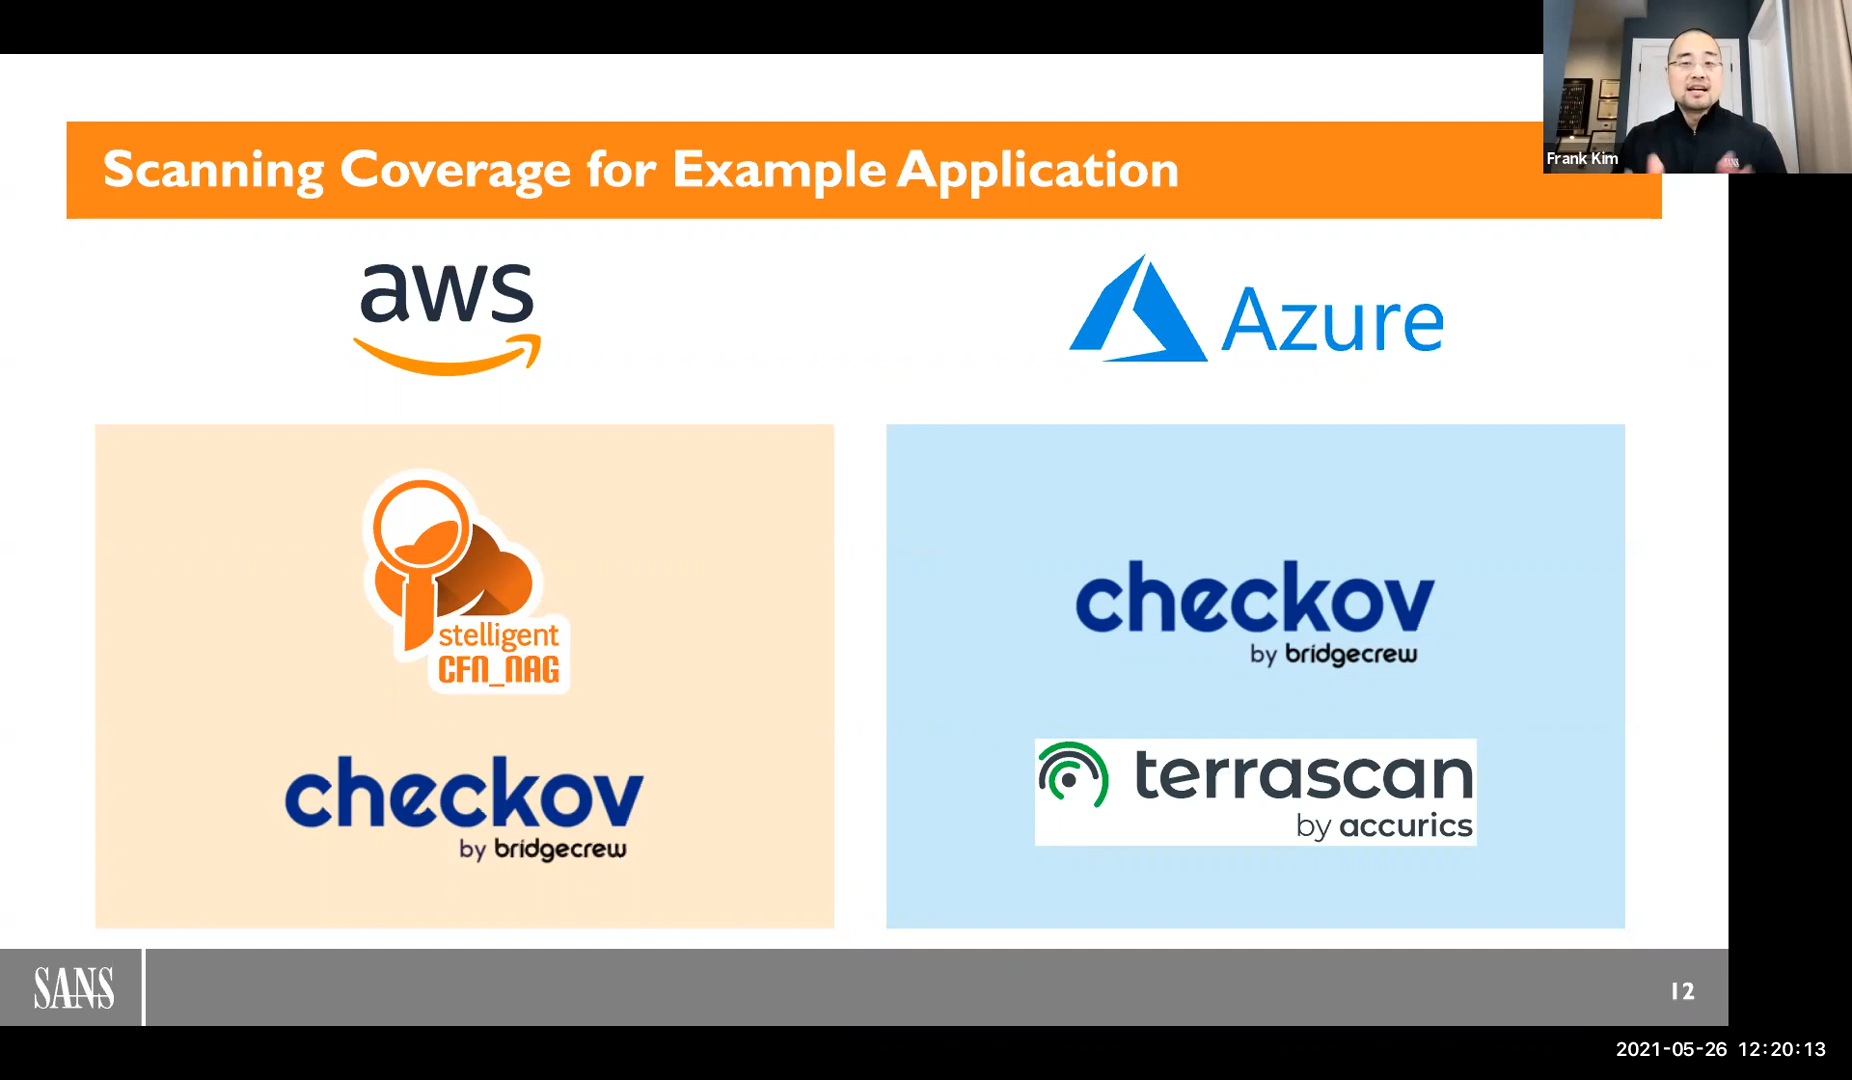 Frank Kim
Scanning Coverage for Example Application
aws
Azure
stelligent
CFN_NAG
checkov
by bridgecrew
checkov
by bridgecrew
terrascan
by accurics
SANS
12
2021-05-26 12:20:13